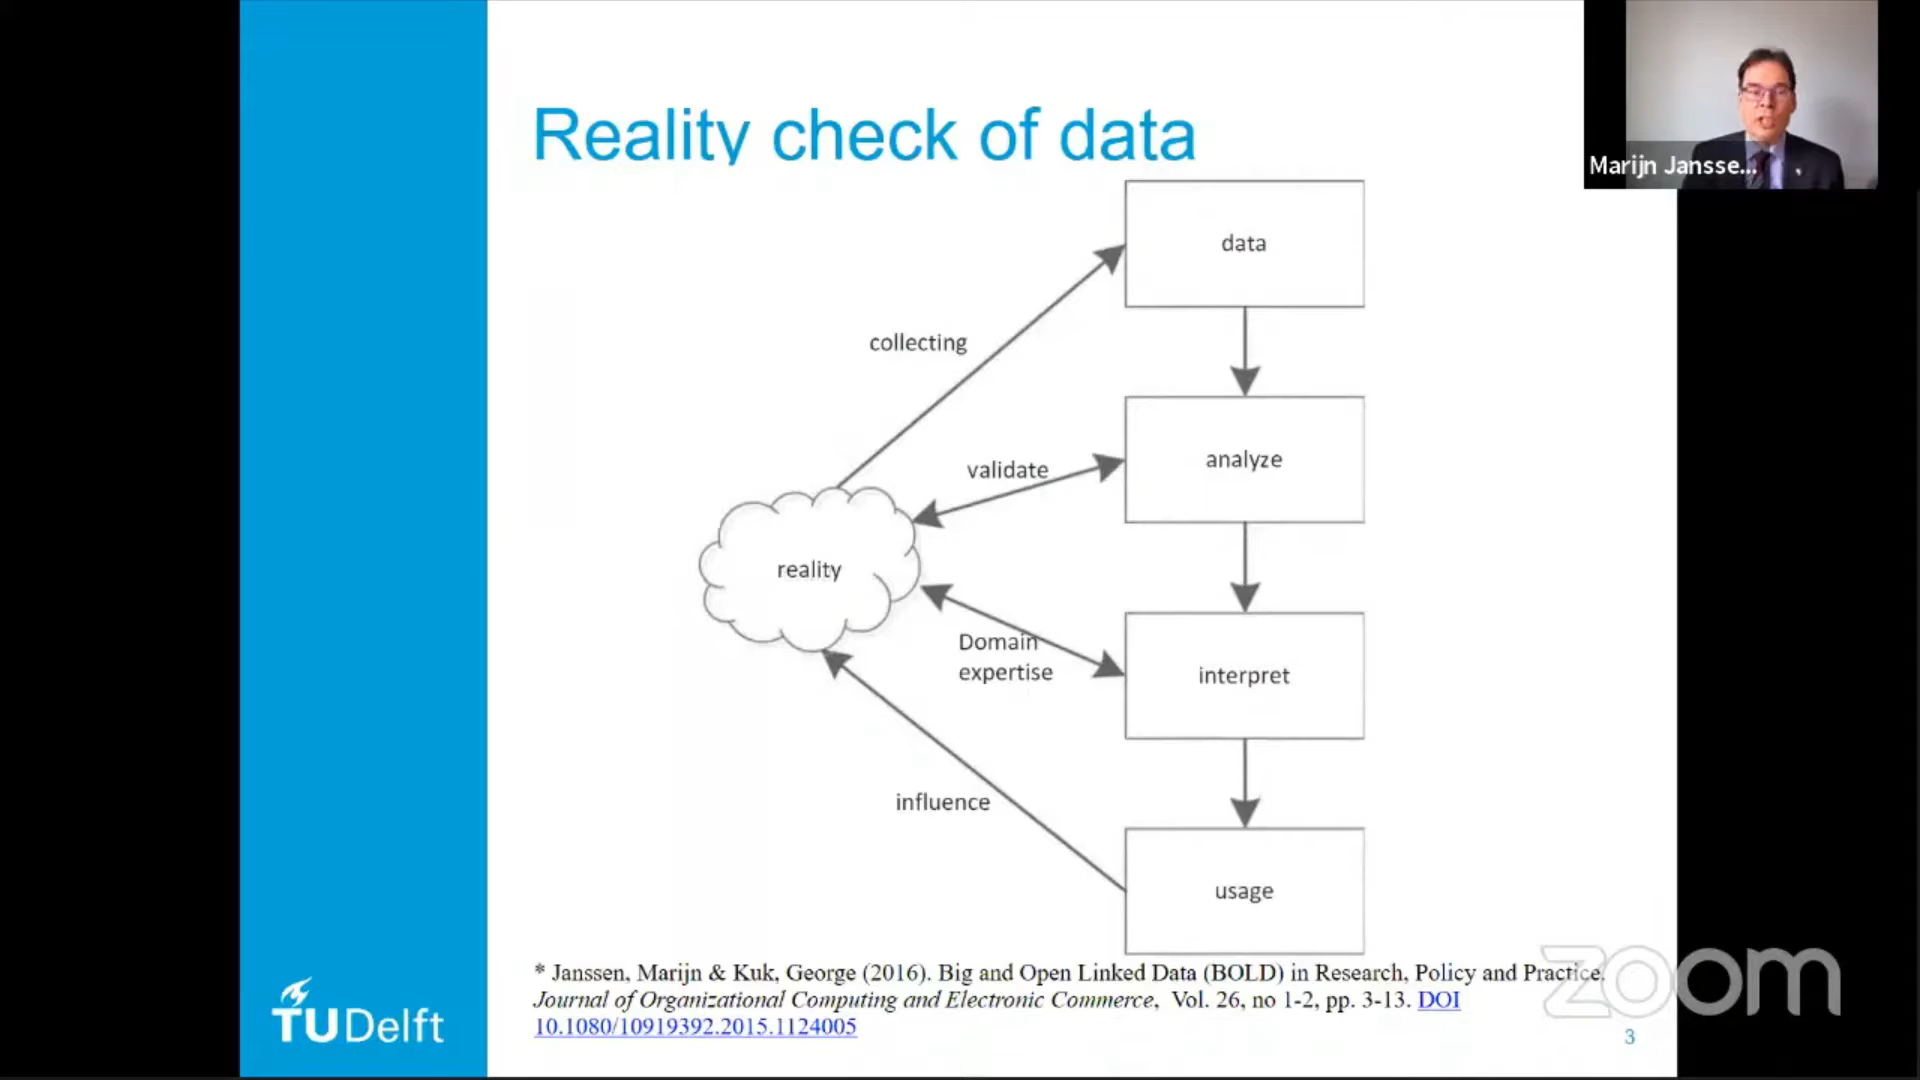 Reality check of data
Marijn Jansse...
data
collecting
analyze
validate
reality
Domain
expertise
interpret
influence
usage
* Janssen, Marijn & Kuk, George (2016). Big and Open Linked Data (BOLD) in Research, Policy and Practice.
Journal of Organizational Computing and Electronic Commerce, Vol. 26, no 1-2, pp. 3-13. DOI
10.1080/10919392.2015.1124005
TUDelft
zoom
3